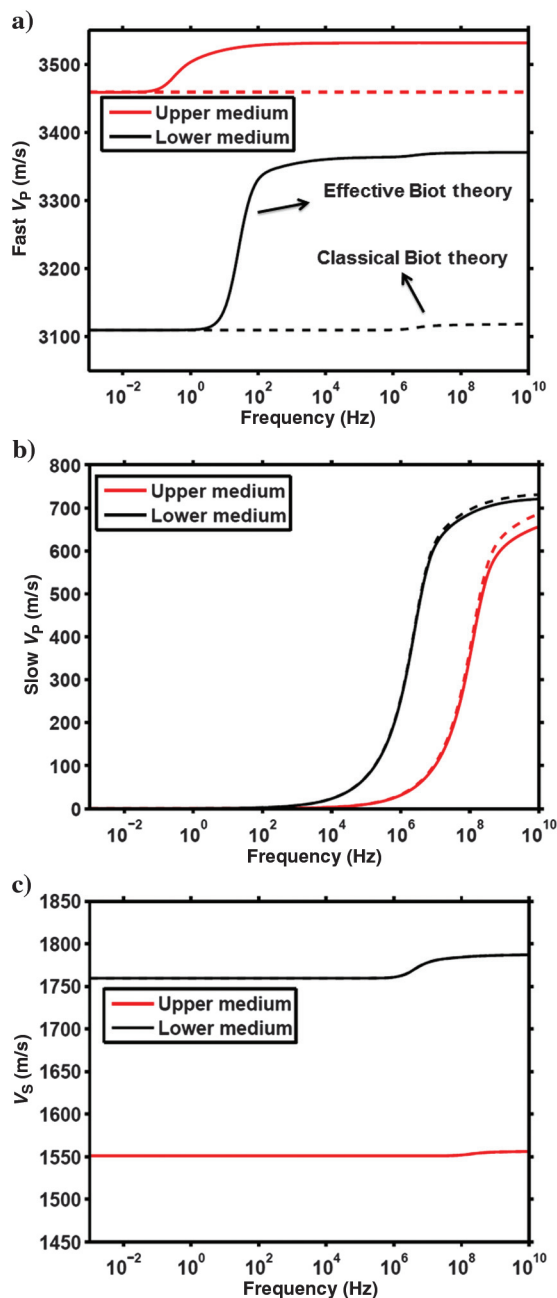 a)
Fast V_P (m/s)
3500
3400
3300
3200
3100
Upper medium
Lower medium
Effective Biot theory
Classical Biot theory
10^-2 10^0 10^2 10^4 10^6 10^8 10^10
Frequency (Hz)
b)
Slow V_P (m/s)
800
700
600
500
400
300
200
100
0
Upper medium
Lower medium
10^-2 10^0 10^2 10^4 10^6 10^8 10^10
Frequency (Hz)
c)
V_S (m/s)
1850
1800
1750
1700
1650
1600
1550
1500
1450
Upper medium
Lower medium
10^-2 10^0 10^2 10^4 10^6 10^8 10^10
Frequency (Hz)